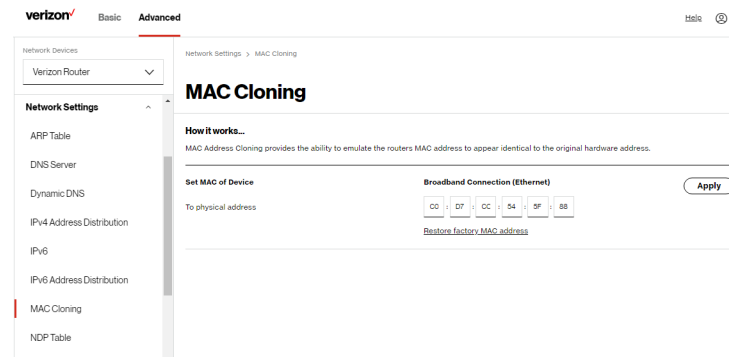 verizon
Basic
Advanced
Help
Network Devices
Verizon Router
Network Settings
ARP Table
DNS Server
Dynamic DNS
IPv4 Address Distribution
IPv6
IPv6 Address Distribution
MAC Cloning
NDP Table
Network Settings > MAC Cloning
MAC Cloning
How it works...
MAC Address Cloning provides the ability to emulate the routers MAC address to appear identical to the original hardware address.
Set MAC of Device
Broadband Connection (Ethernet)
Apply
To physical address
C0 : D7 : CC : 54 : 5F : 88
Restore factory MAC address